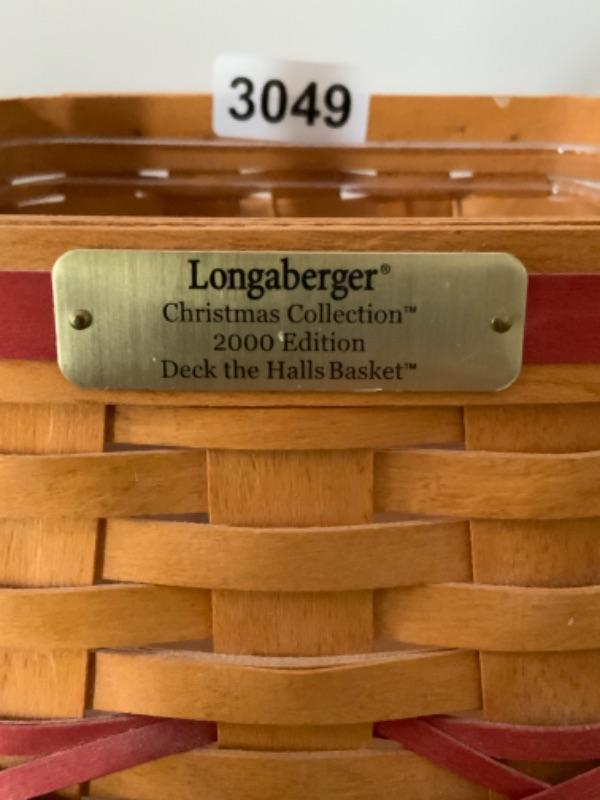 3049
Longaberger®
Christmas Collection™
2000 Edition
Deck the Halls Basket™